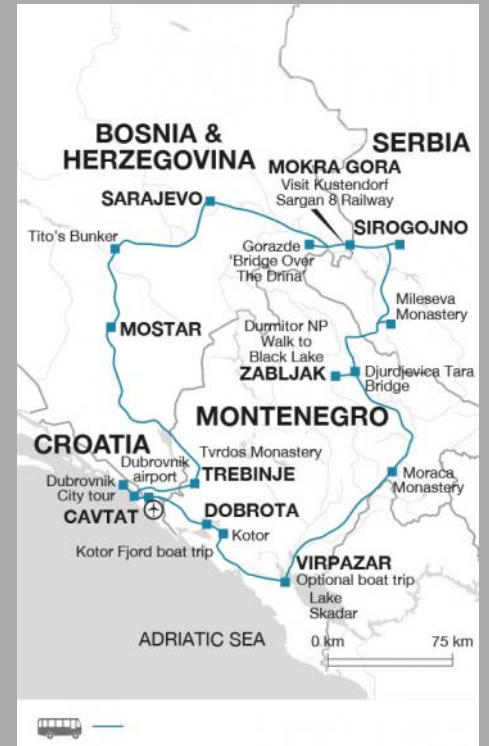 BOSNIA &
HERZEGOVINA
SERBIA
MOKRA GORA
Visit Kustendorf
Sargan 8 Railway
SARAJEVO
SIROGOJNO
Tito's Bunker
Gorazde
'Bridge Over
The Drina'
Mileseva
Monastery
MOSTAR
Durmitor NP
Walk to
Black Lake
ZABLJAK
Djurdjevica Tara
Bridge
MONTENEGRO
CROATIA
Tvrdos Monastery
TREBINJE
Dubrovnik
airport
Dubrovnik
City tour
CAVTAT
Moraca
Monastery
DOBROTA
Kotor
Kotor Fjord boat trip
VIRPAZAR
Optional boat trip
Lake
Skadar
ADRIATIC SEA
0 km
75 km